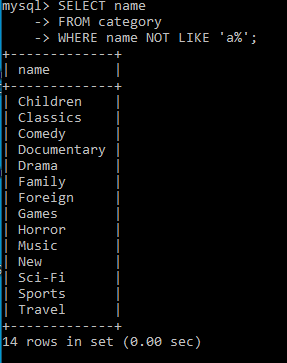 mysql> SELECT name
    -> FROM category
    -> WHERE name NOT LIKE 'a%';
+-------------+
| name        |
+-------------+
| Children    |
| Classics    |
| Comedy      |
| Documentary |
| Drama       |
| Family      |
| Foreign     |
| Games       |
| Horror      |
| Music       |
| New         |
| Sci-Fi      |
| Sports      |
| Travel      |
+-------------+
14 rows in set (0.00 sec)